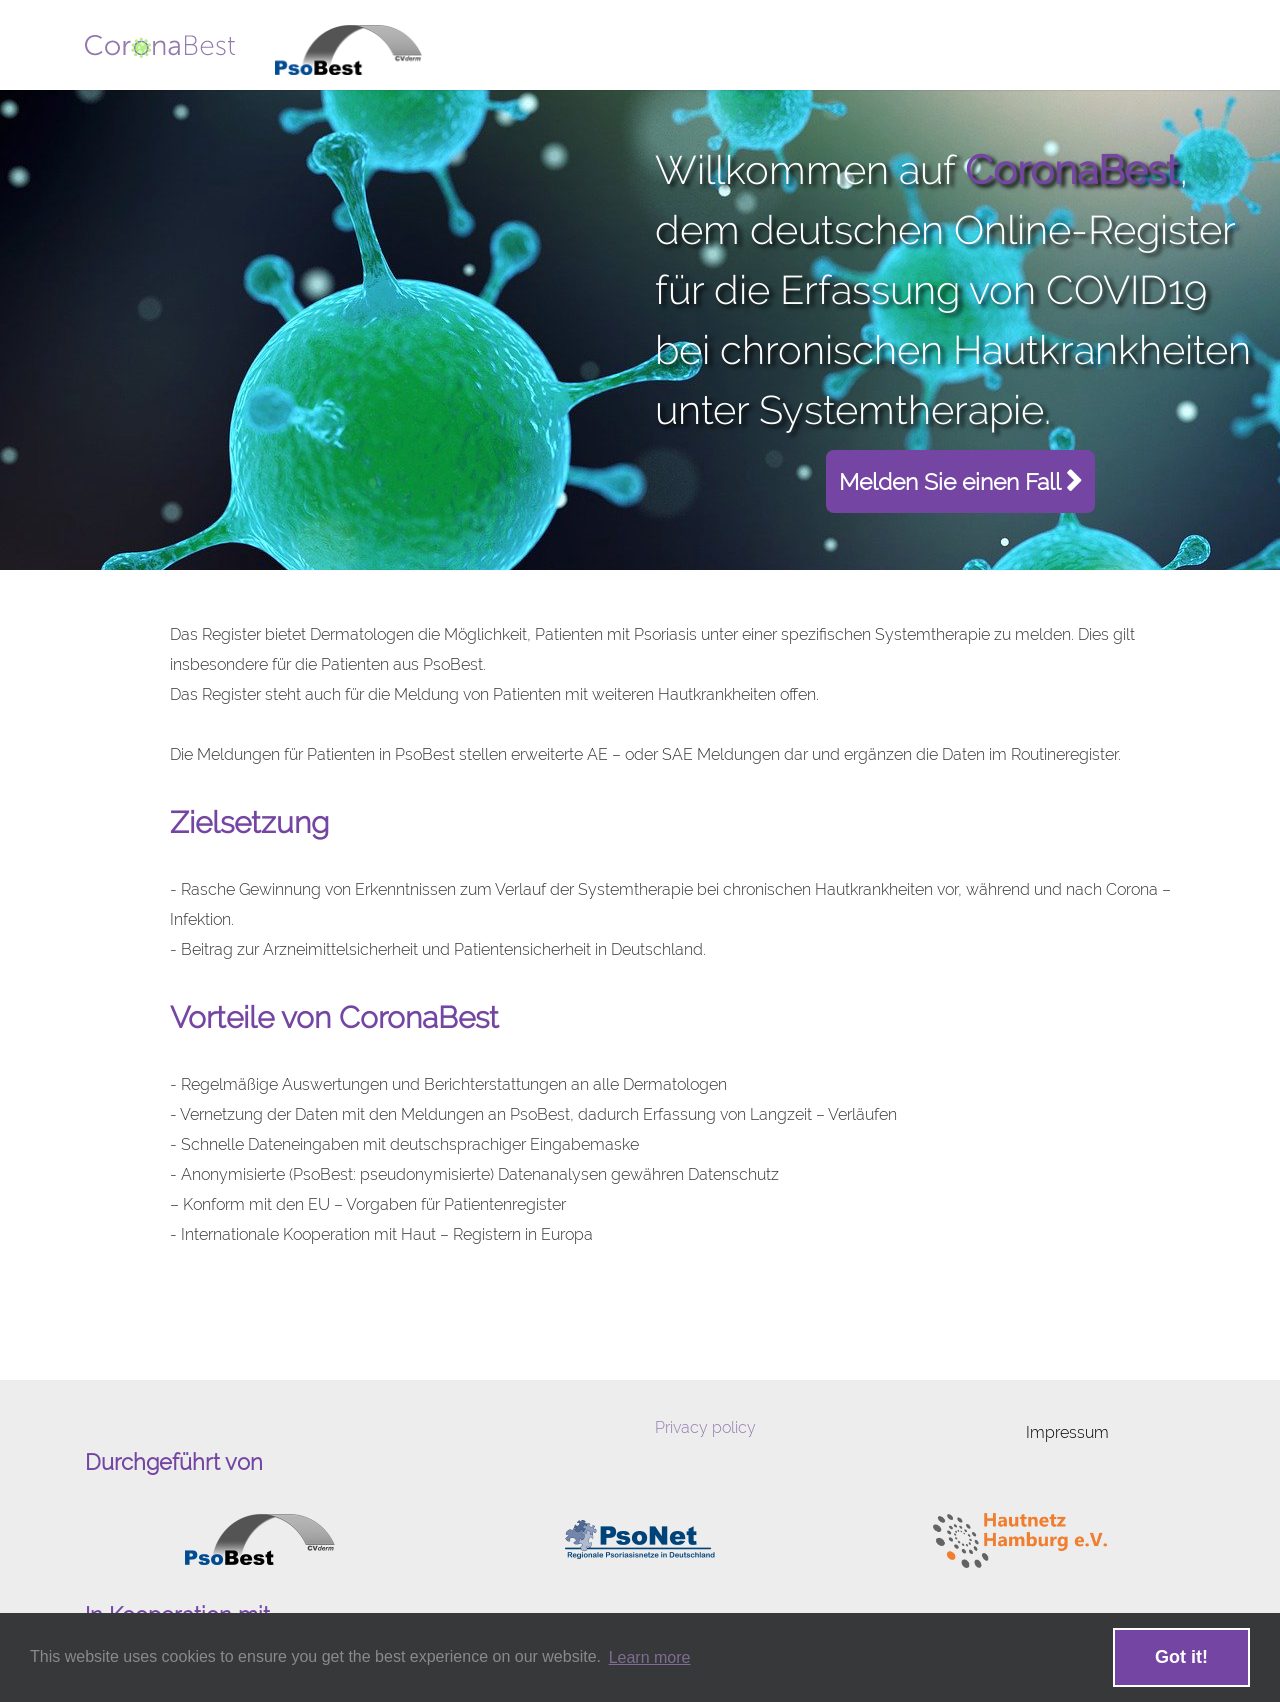 CoronaBest
PsoBest
CVderm
Willkommen auf CoronaBest,
dem deutschen Online-Register
für die Erfassung von COVID19
bei chronischen Hautkrankheiten
unter Systemtherapie.
Melden Sie einen Fall
Das Register bietet Dermatologen die Möglichkeit, Patienten mit Psoriasis unter einer spezifischen Systemtherapie zu melden. Dies gilt
insbesondere für die Patienten aus PsoBest.
Das Register steht auch für die Meldung von Patienten mit weiteren Hautkrankheiten offen.
Die Meldungen für Patienten in PsoBest stellen erweiterte AE – oder SAE Meldungen dar und ergänzen die Daten im Routineregister.
Zielsetzung
- Rasche Gewinnung von Erkenntnissen zum Verlauf der Systemtherapie bei chronischen Hautkrankheiten vor, während und nach Corona –
Infektion.
- Beitrag zur Arzneimittelsicherheit und Patientensicherheit in Deutschland.
Vorteile von CoronaBest
- Regelmäßige Auswertungen und Berichterstattungen an alle Dermatologen
- Vernetzung der Daten mit den Meldungen an PsoBest, dadurch Erfassung von Langzeit – Verläufen
- Schnelle Dateneingaben mit deutschsprachiger Eingabemaske
- Anonymisierte (PsoBest: pseudonymisierte) Datenanalysen gewähren Datenschutz
– Konform mit den EU – Vorgaben für Patientenregister
- Internationale Kooperation mit Haut – Registern in Europa
Privacy policy
Impressum
Durchgeführt von
PsoBest
CVderm
PsoNet
Regionale Psoriasisnetze in Deutschland
Hautnetz
Hamburg e.V.
In Kooperation mit
This website uses cookies to ensure you get the best experience on our website. Learn more
Got it!